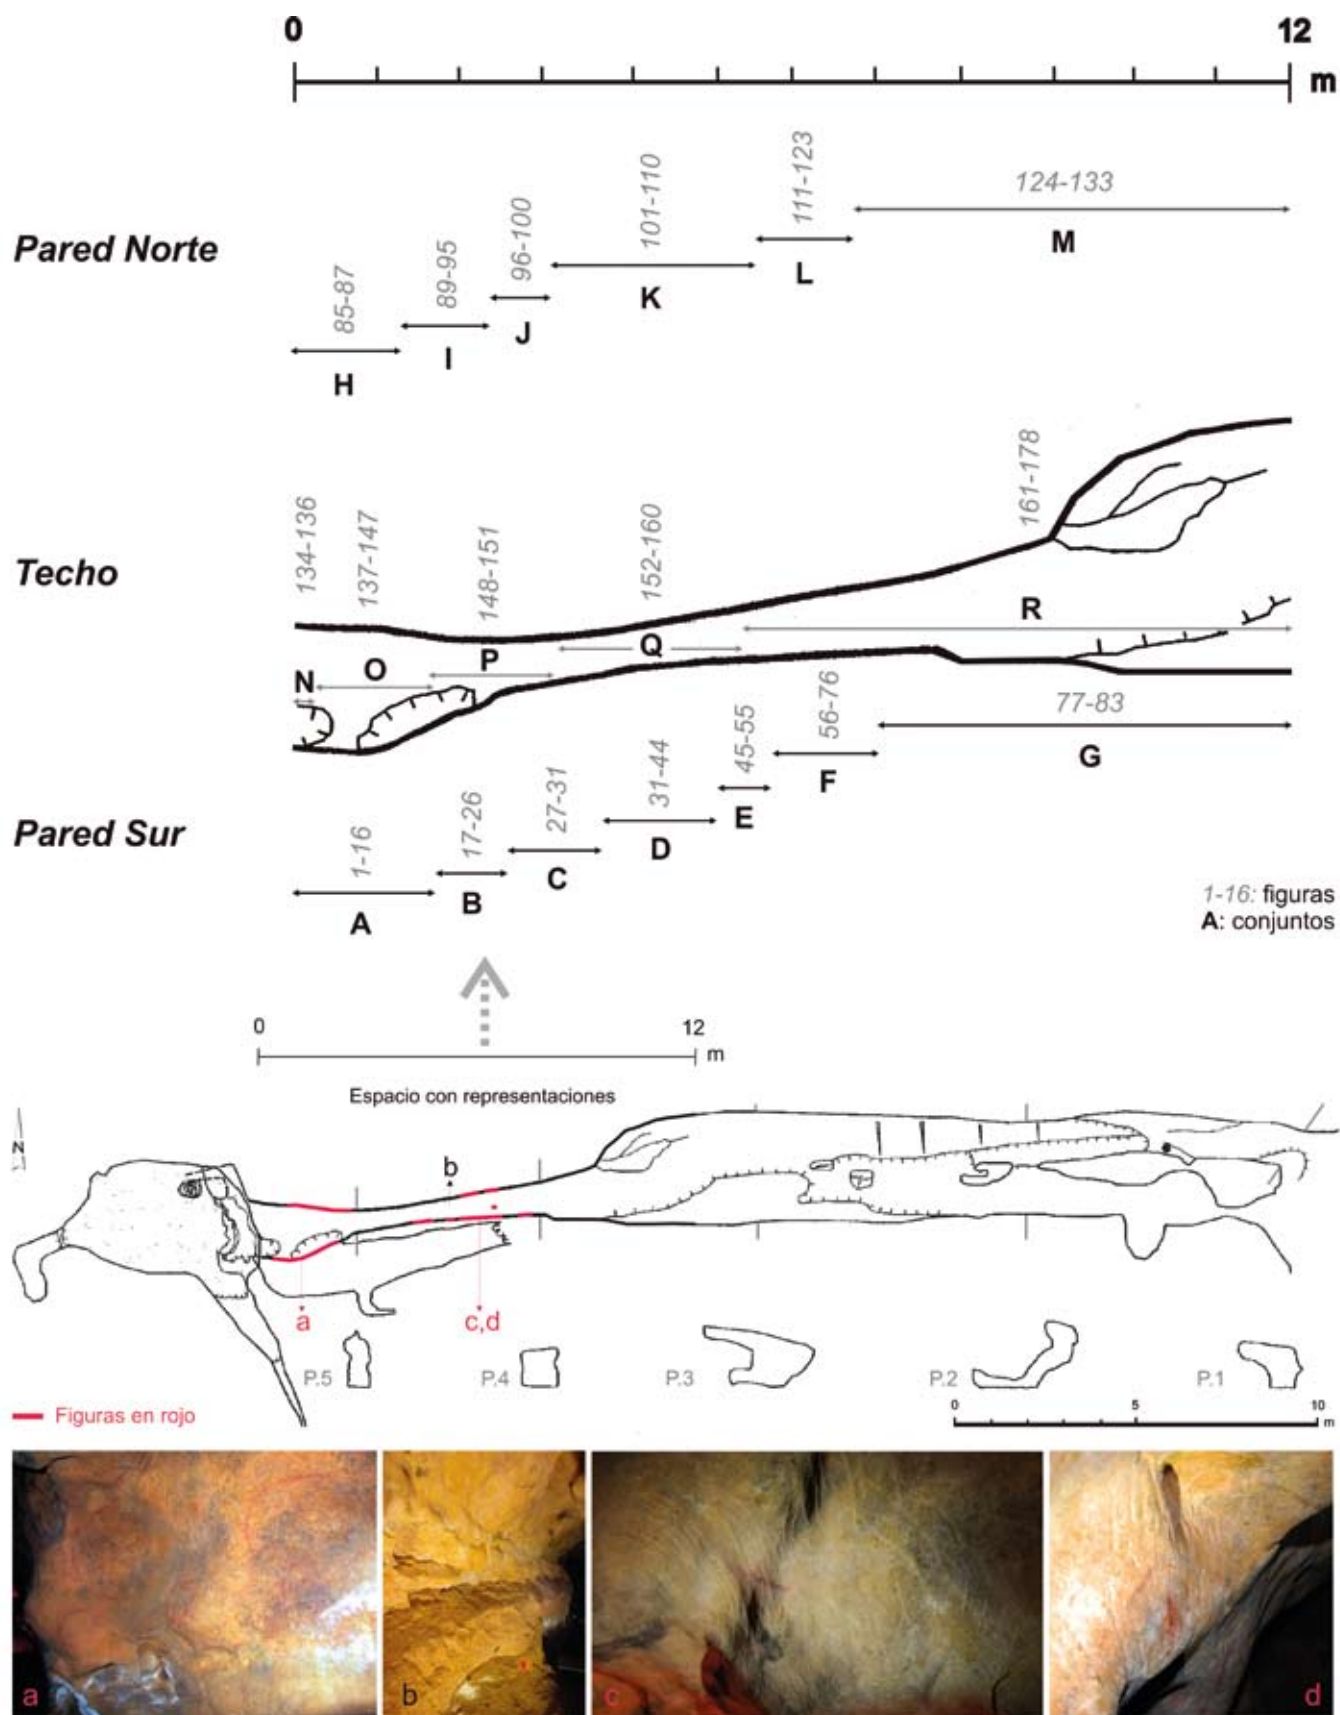 0 12
m
Pared Norte
85-87
89-95
96-100
101-110
111-123
124-133
H
I
J
K
L
M
Techo
134-136
137-147
148-151
152-160
161-178
N
O
P
Q
R
Pared Sur
1-16
17-26
27-31
31-44
45-55
56-76
77-83
A
B
C
D
E
F
G
1-16: figuras
A: conjuntos
0 12
m
Espacio con representaciones
N
b
a
c,d
P.5
P.4
P.3
P.2
P.1
Figuras en rojo
0 5 10
m
a
b
c
d